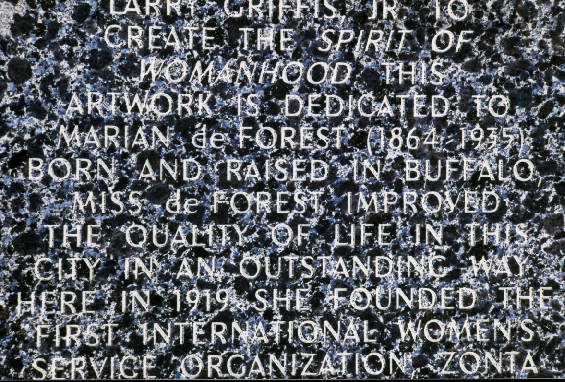 LARRY GRIFFIS, JR. TO
CREATE THE SPIRIT OF
WOMANHOOD. THIS
ARTWORK IS DEDICATED TO
MARIAN de FOREST (1864-1935)
BORN AND RAISED IN BUFFALO,
MISS de FOREST IMPROVED
THE QUALITY OF LIFE IN THIS
CITY IN AN OUTSTANDING WAY.
HERE IN 1919 SHE FOUNDED THE
FIRST INTERNATIONAL WOMEN'S
SERVICE ORGANIZATION, ZONTA